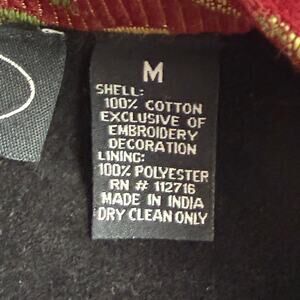 M
SHELL:
100% COTTON
EXCLUSIVE OF
EMBROIDERY
DECORATION
LINING:
100% POLYESTER
RN # 112716
MADE IN INDIA
DRY CLEAN ONLY